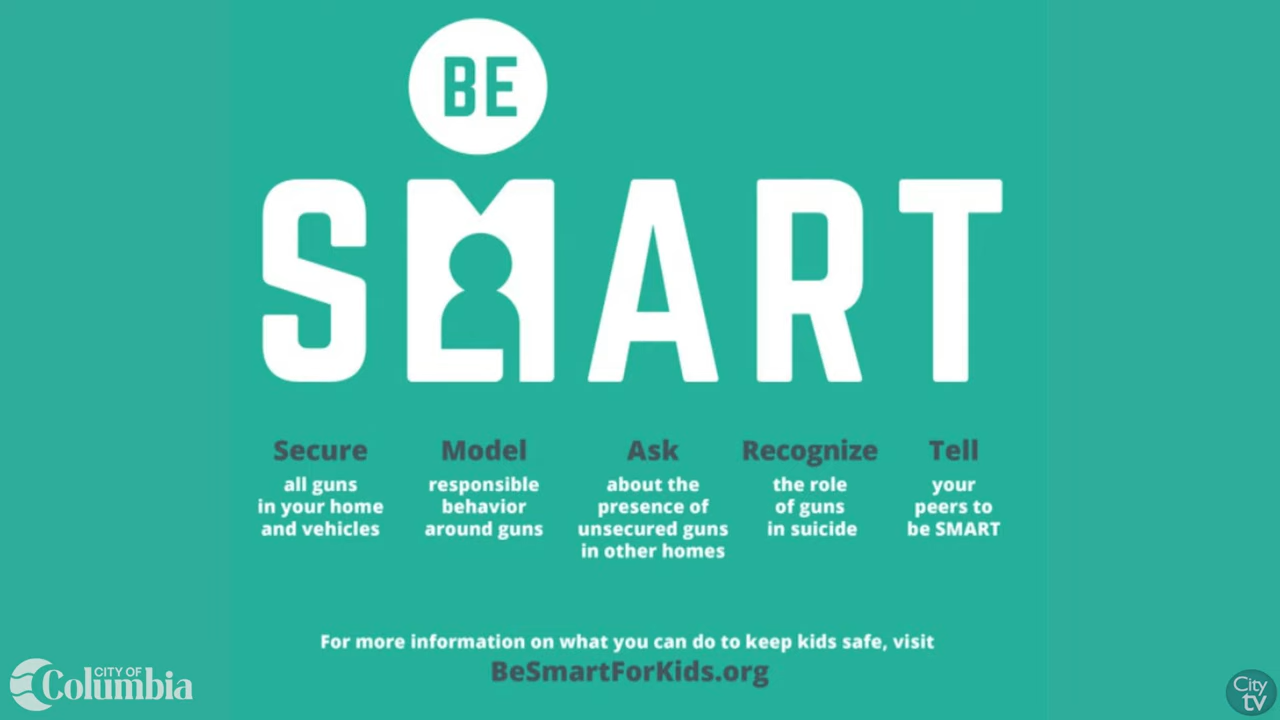 BE
SMART
Secure
all guns
in your home
and vehicles
Model
responsible
behavior
around guns
Ask
about the
presence of
unsecured guns
in other homes
Recognize
the role
of guns
in suicide
Tell
your
peers to
be SMART
For more information on what you can do to keep kids safe, visit
BeSmartForKids.org
CITY OF
Columbia
City
tv